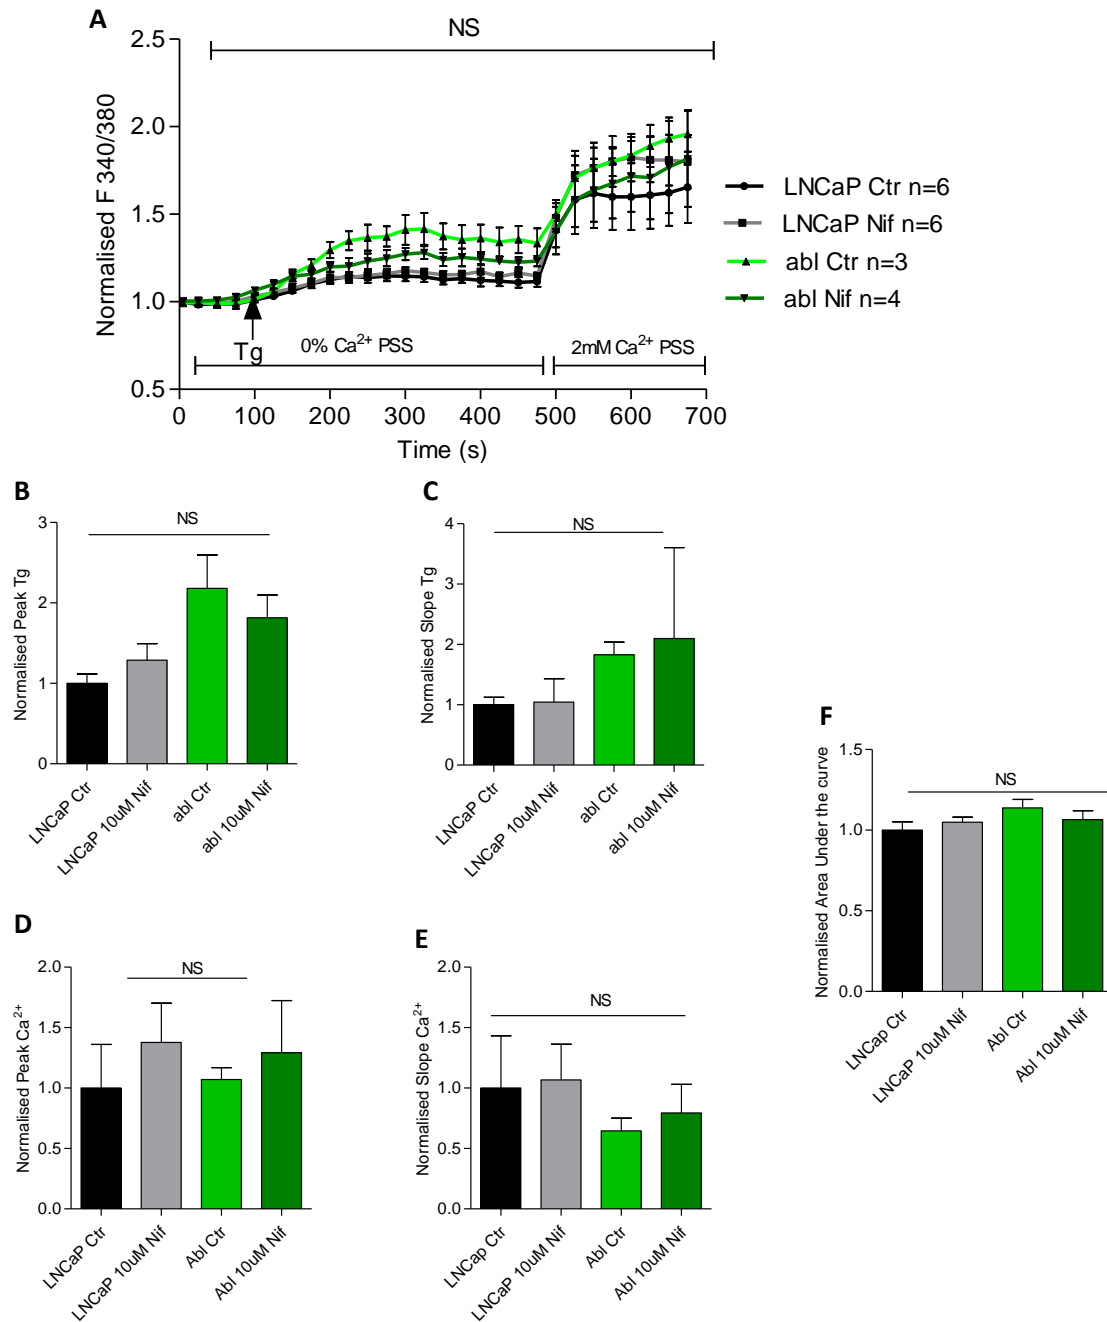 A
NS
Normalised F 340/380
2.5
2.0
1.5
1.0
0.5
Tg
0% Ca²⁺ PSS
2mM Ca²⁺ PSS
0 100 200 300 400 500 600 700
Time (s)
LNCaP Ctr n=6
LNCaP Nif n=6
abl Ctr n=3
abl Nif n=4
B
NS
Normalised Peak Tg
3
2
1
0
LNCaP Ctr
LNCaP 10uM Nif
abl Ctr
abl 10uM Nif
C
NS
Normalised Slope Tg
4
3
2
1
0
LNCaP Ctr
LNCaP 10uM Nif
abl Ctr
abl 10uM Nif
F
NS
Normalised Area Under the curve
1.5
1.0
0.5
0.0
LNCap Ctr
LNCaP 10uM Nif
Abl Ctr
Abl 10uM Nif
D
NS
Normalised Peak Ca²⁺
2.0
1.5
1.0
0.5
0.0
LNCaP Ctr
LNCaP 10uM Nif
Abl Ctr
Abl 10uM Nif
E
NS
Normalised Slope Ca²⁺
2.0
1.5
1.0
0.5
0.0
LNCap Ctr
LNCaP 10uM Nif
Abl Ctr
Abl 10uM Nif